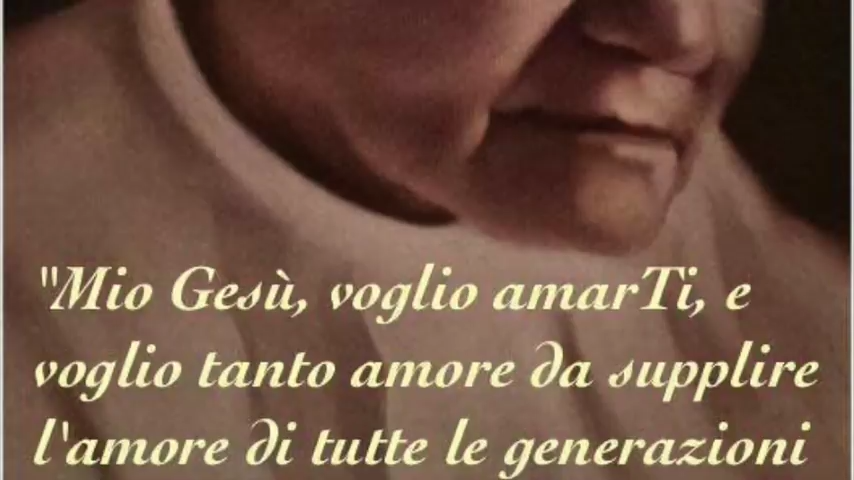 "Mio Gesù, voglio amarTi, e
voglio tanto amore da supplire
l'amore di tutte le generazioni